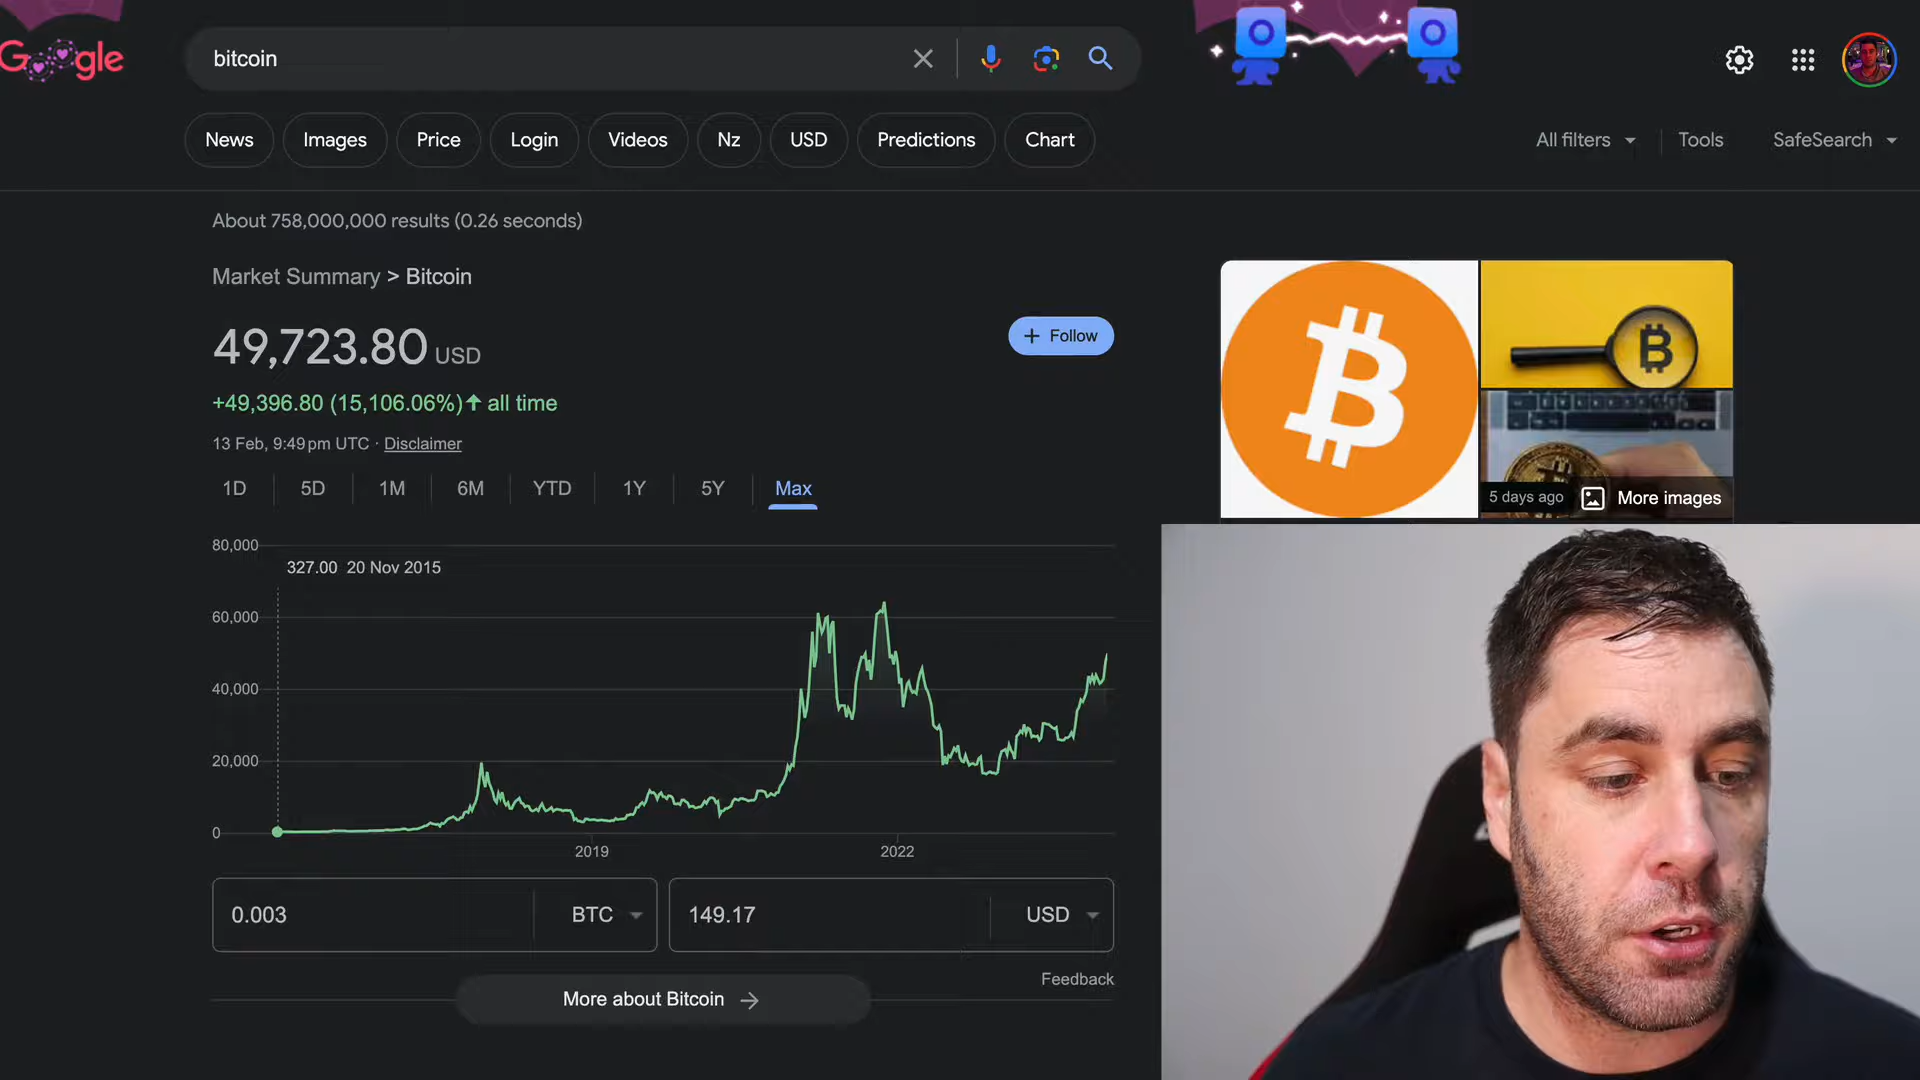 Google
bitcoin
News Images Price Login Videos Nz USD Predictions Chart
All filters Tools SafeSearch
About 758,000,000 results (0.26 seconds)
Market Summary > Bitcoin
49,723.80 USD
+ Follow
+49,396.80 (15,106.06%) all time
13 Feb, 9:49 pm UTC · Disclaimer
1D 5D 1M 6M YTD 1Y 5Y Max
5 days ago More images
80,000
327.00 20 Nov 2015
60,000
40,000
20,000
0
2019 2022
0.003 BTC 149.17 USD
Feedback
More about Bitcoin